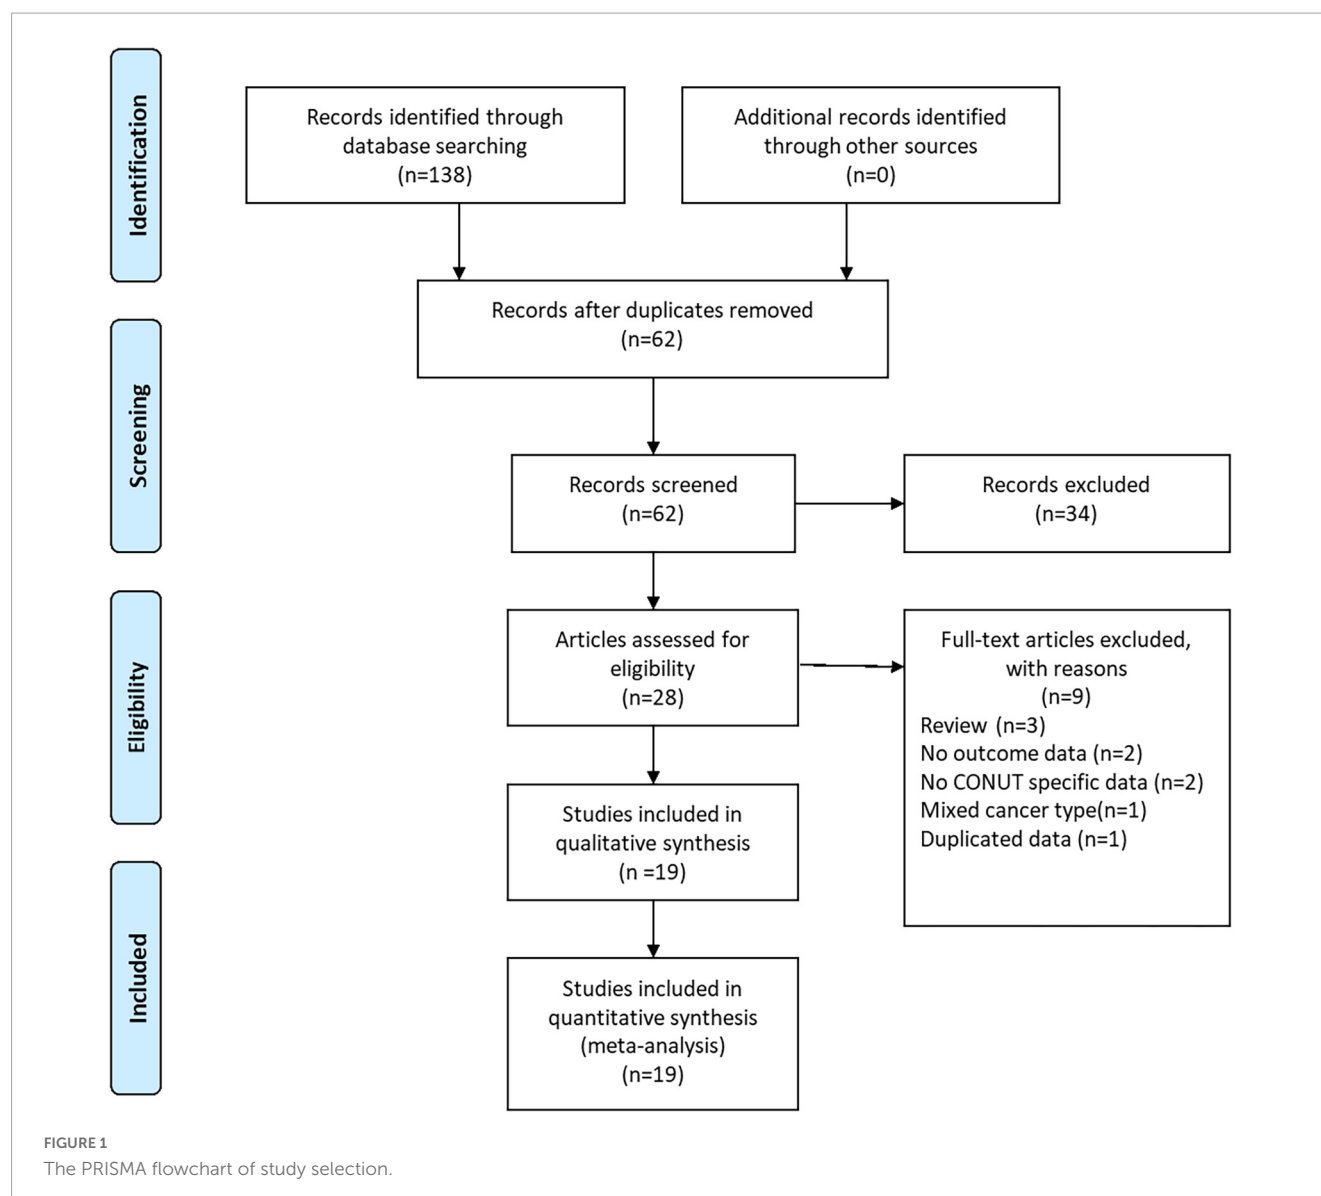 Identification
Records identified through
database searching
(n=138)
Additional records identified
through other sources
(n=0)
Records after duplicates removed
(n=62)
Screening
Records screened
(n=62)
Records excluded
(n=34)
Eligibility
Articles assessed for
eligibility
(n=28)
Full-text articles excluded,
with reasons
(n=9)
Review (n=3)
No outcome data (n=2)
No CONUT specific data (n=2)
Mixed cancer type(n=1)
Duplicated data (n=1)
Studies included in
qualitative synthesis
(n =19)
Included
Studies included in
quantitative synthesis
(meta-analysis)
(n=19)
FIGURE 1
The PRISMA flowchart of study selection.